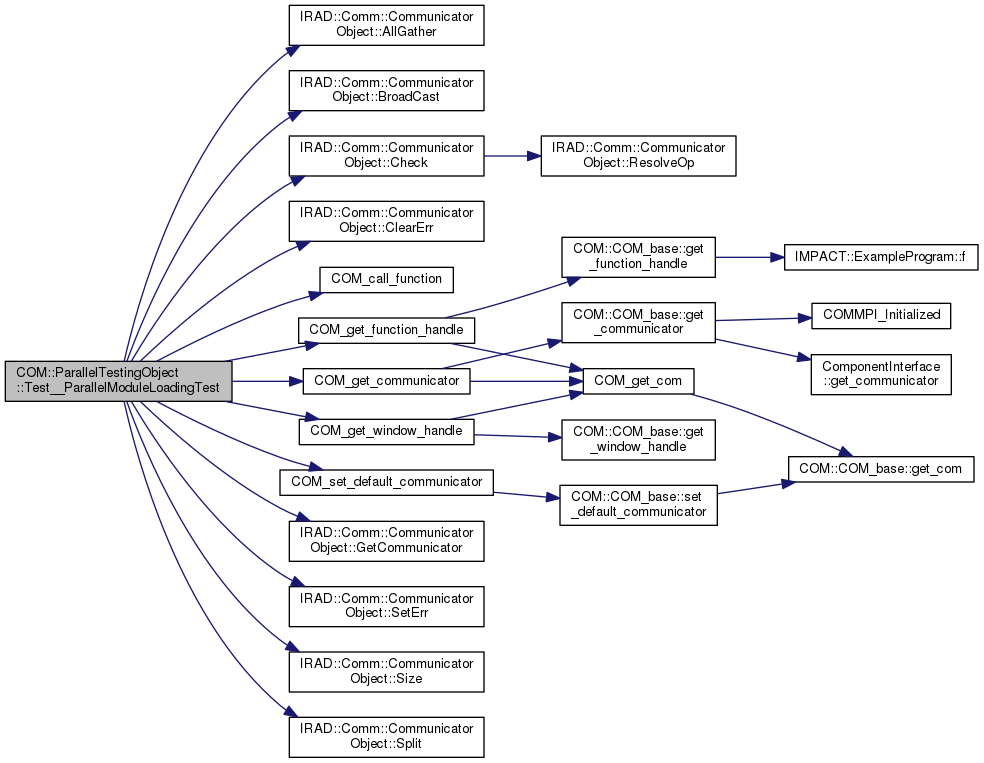 IRAD::Comm::Communicator
Object::AllGather
IRAD::Comm::Communicator
Object::BroadCast
IRAD::Comm::Communicator
Object::Check
IRAD::Comm::Communicator
Object::ResolveOp
IRAD::Comm::Communicator
Object::ClearErr
COM::COM_base::get
_function_handle
IMPACT::ExampleProgram::f
COM_call_function
COM_get_function_handle
COM::COM_base::get
_communicator
COMMPI_Initialized
COM::ParallelTestingObject
::Test__ParallelModuleLoadingTest
COM_get_communicator
COM_get_com
ComponentInterface
::get_communicator
COM_get_window_handle
COM::COM_base::get
_window_handle
COM::COM_base::get_com
COM_set_default_communicator
COM::COM_base::set
_default_communicator
IRAD::Comm::Communicator
Object::GetCommunicator
IRAD::Comm::Communicator
Object::SetErr
IRAD::Comm::Communicator
Object::Size
IRAD::Comm::Communicator
Object::Split